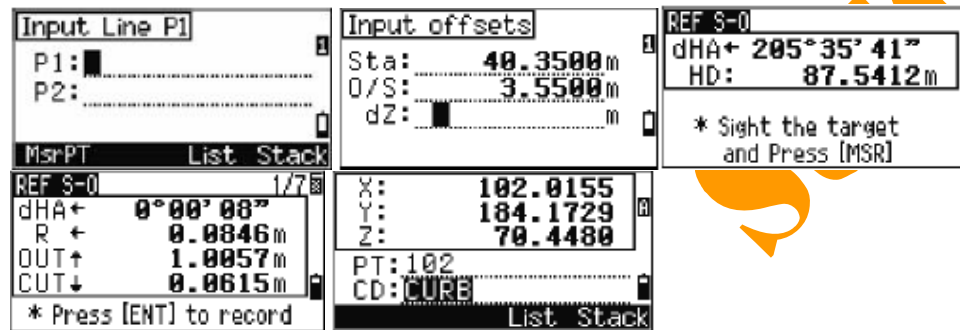 Input Line P1
P1:
P2:
MsrPT List Stack
Input offsets
Sta: 40.3500m
O/S: 3.5500m
dZ: m
REF S-O
dHA← 205°35'41"
HD: 87.5412m
* Sight the target
and Press [MSR]
REF S-O 1/7
dHA← 0°00'08"
R ← 0.0846m
OUT↑ 1.0057m
CUT↓ 0.0615m
* Press [ENT] to record
X: 102.0155
Y: 184.1729
Z: 70.4480
PT:102
CD:CURB
List Stack